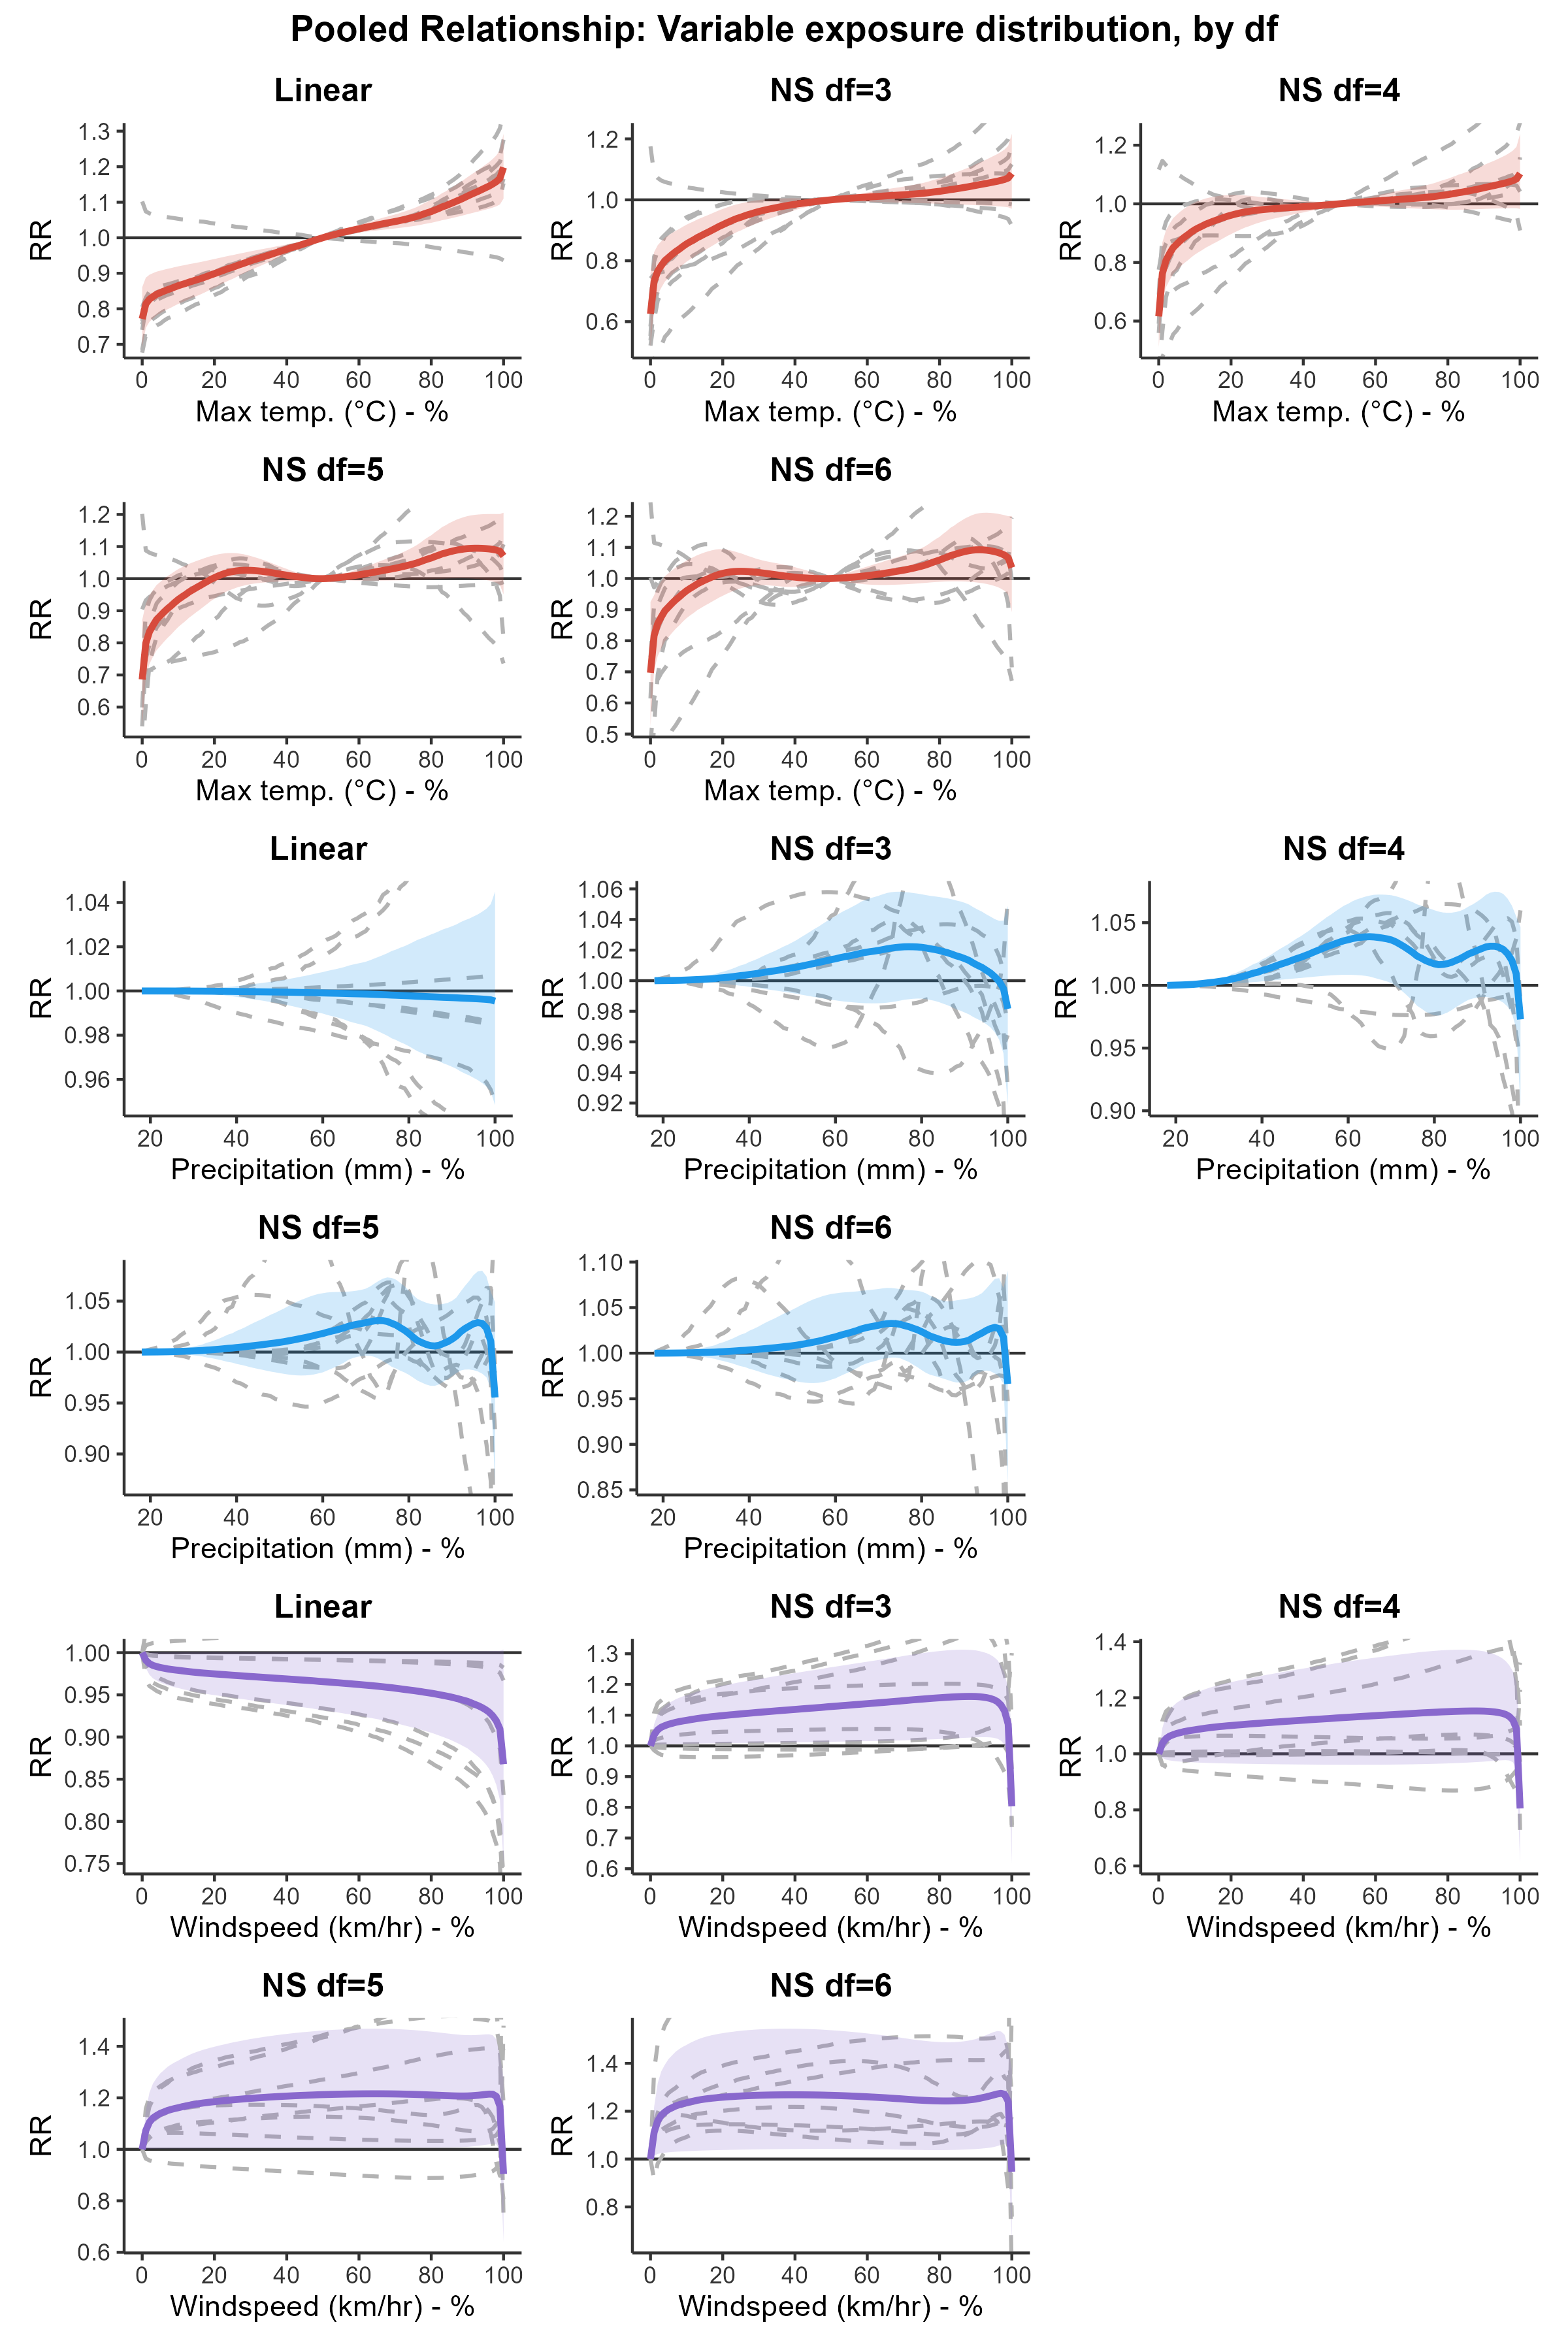 Pooled Relationship: Variable exposure distribution, by df
Linear
NS df=3
NS df=4
RR
1.3
1.2
1.1
1.0
0.9
0.8
0.7
0 20 40 60 80 100
Max temp. (°C) - %
RR
1.2
1.0
0.8
0.6
0 20 40 60 80 100
Max temp. (°C) - %
RR
1.2
1.0
0.8
0.6
0 20 40 60 80 100
Max temp. (°C) - %
NS df=5
NS df=6
RR
1.2
1.1
1.0
0.9
0.8
0.7
0.6
0 20 40 60 80 100
Max temp. (°C) - %
RR
1.2
1.1
1.0
0.9
0.8
0.7
0.6
0.5
0 20 40 60 80 100
Max temp. (°C) - %
Linear
NS df=3
NS df=4
RR
1.04
1.02
1.00
0.98
0.96
20 40 60 80 100
Precipitation (mm) - %
RR
1.06
1.04
1.02
1.00
0.98
0.96
0.94
0.92
20 40 60 80 100
Precipitation (mm) - %
RR
1.05
1.00
0.95
0.90
20 40 60 80 100
Precipitation (mm) - %
NS df=5
NS df=6
RR
1.05
1.00
0.95
0.90
20 40 60 80 100
Precipitation (mm) - %
RR
1.10
1.05
1.00
0.95
0.90
0.85
20 40 60 80 100
Precipitation (mm) - %
Linear
NS df=3
NS df=4
RR
1.00
0.95
0.90
0.85
0.80
0.75
0 20 40 60 80 100
Windspeed (km/hr) - %
RR
1.3
1.2
1.1
1.0
0.9
0.8
0.7
0.6
0 20 40 60 80 100
Windspeed (km/hr) - %
RR
1.4
1.2
1.0
0.8
0.6
0 20 40 60 80 100
Windspeed (km/hr) - %
NS df=5
NS df=6
RR
1.4
1.2
1.0
0.8
0.6
0 20 40 60 80 100
Windspeed (km/hr) - %
RR
1.4
1.2
1.0
0.8
0 20 40 60 80 100
Windspeed (km/hr) - %